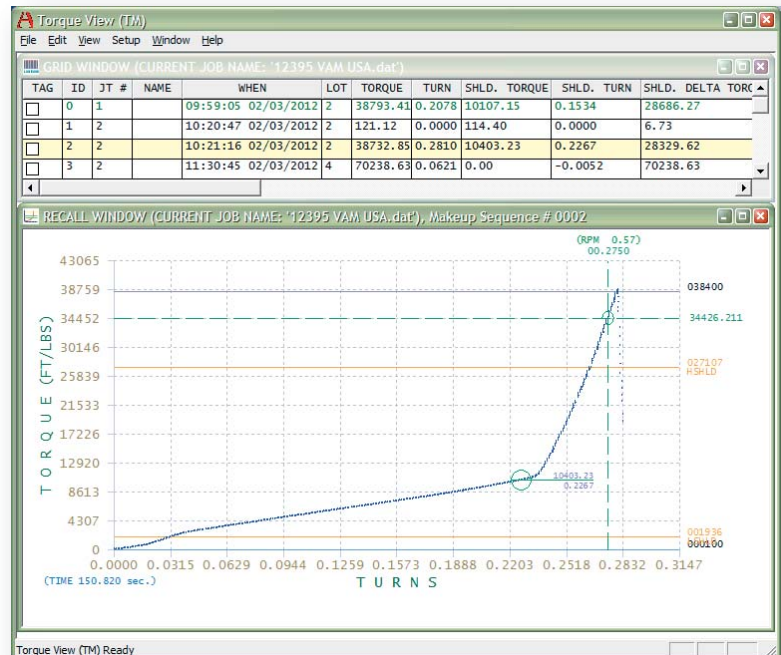 Torque View (TM)
File Edit View Setup Window Help
GRID WINDOW (CURRENT JOB NAME: '12395 VAM USA.dat')
TAG ID JT # NAME WHEN LOT TORQUE TURN SHLD. TORQUE SHLD. TURN SHLD. DELTA TORQ
0 1 09:59:05 02/03/2012 2 38793.41 0.2078 10107.15 0.1534 28686.27
1 2 10:20:47 02/03/2012 2 121.12 0.0000 114.40 0.0000 6.73
2 2 10:21:16 02/03/2012 2 38732.85 0.2810 10403.23 0.2267 28329.62
3 2 11:30:45 02/03/2012 4 70238.63 0.0621 0.00 -0.0052 70238.63
RECALL WINDOW (CURRENT JOB NAME: '12395 VAM USA.dat'), Makeup Sequence # 0002
(RPM 0.57)
00.2750
43065
38759
34452
30146
25839
21533
17226
12920
8613
4307
0
TORQUE (FT/LBS)
038400
34426.211
027107
HSHLD
10403.23
0.2267
001936
000100
0.0000 0.0315 0.0629 0.0944 0.1259 0.1573 0.1888 0.2203 0.2518 0.2832 0.3147
(TIME 150.820 sec.)
TURNS
Torque View (TM) Ready